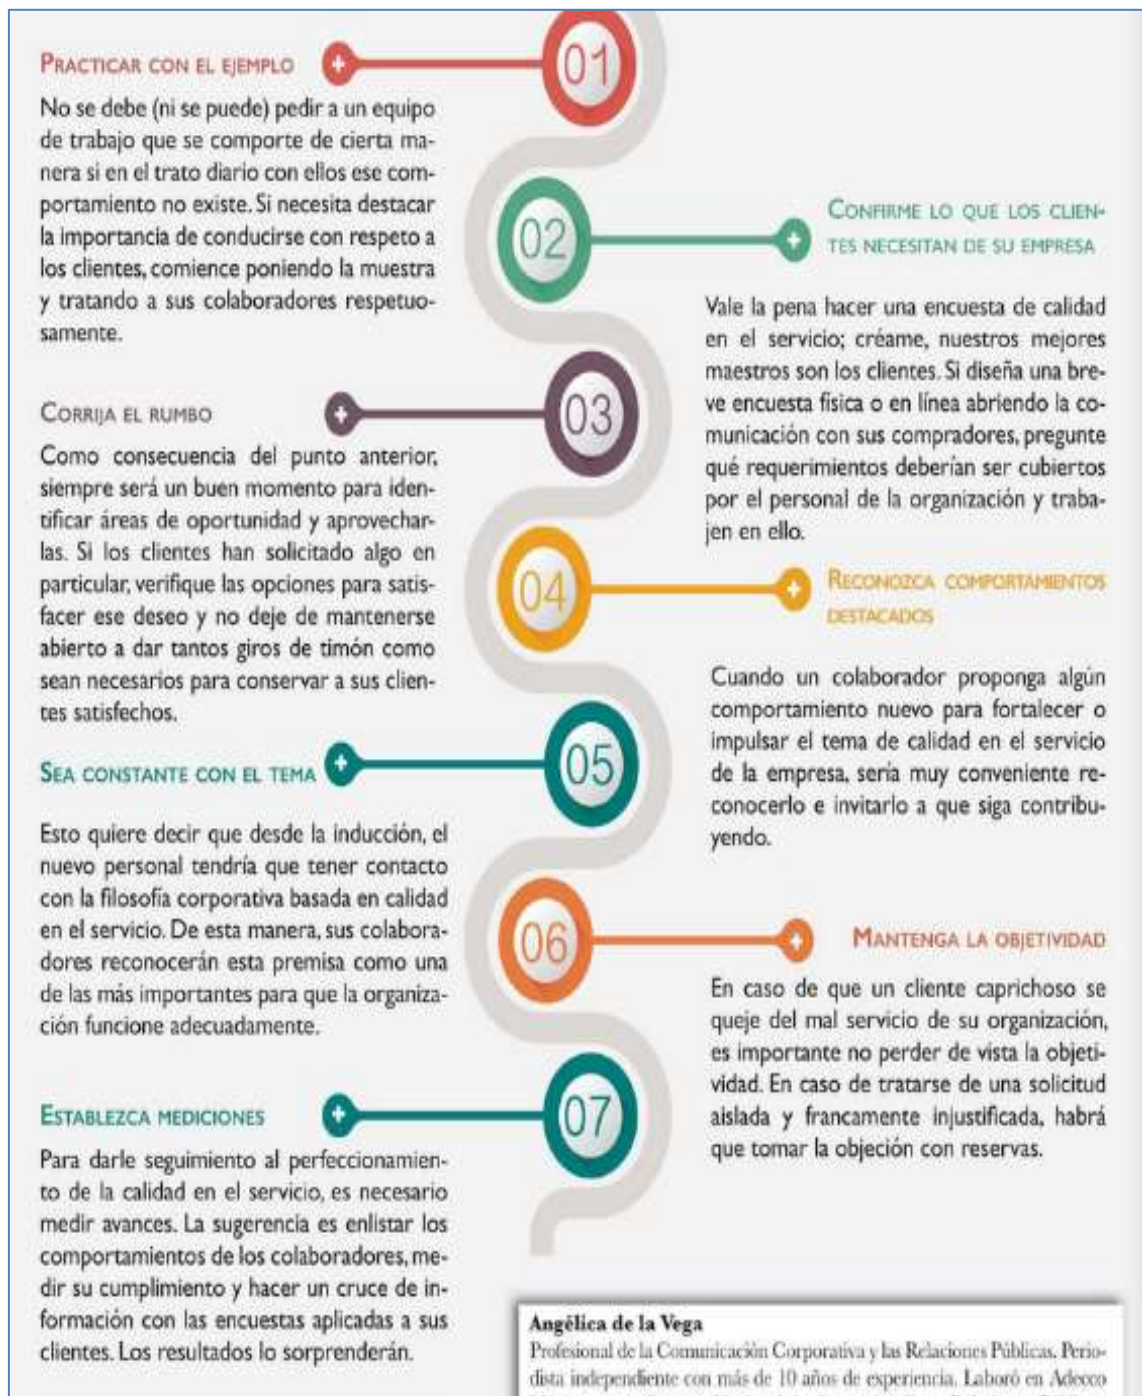 01
PRACTICAR CON EL EJEMPLO
No se debe (ni se puede) pedir a un equipo
de trabajo que se comporte de cierta ma-
nera si en el trato diario con ellos ese com-
portamiento no existe. Si necesita destacar
la importancia de conducirse con respeto a
los clientes, comience poniendo la muestra
y tratando a sus colaboradores respetuo-
samente.
02
CONFIRME LO QUE LOS CLIEN-
TES NECESITAN DE SU EMPRESA
Vale la pena hacer una encuesta de calidad
en el servicio; créame, nuestros mejores
maestros son los clientes. Si diseña una bre-
ve encuesta física o en línea abriendo la co-
municación con sus compradores, pregunte
qué requerimientos deberían ser cubiertos
por el personal de la organización y traba-
jen en ello.
03
CORRIJA EL RUMBO
Como consecuencia del punto anterior,
siempre será un buen momento para iden-
tificar áreas de oportunidad y aprovechar-
las. Si los clientes han solicitado algo en
particular, verifique las opciones para satis-
facer ese deseo y no deje de mantenerse
abierto a dar tantos giros de timón como
sean necesarios para conservar a sus clien-
tes satisfechos.
04
RECONOZCA COMPORTAMIENTOS
DESTACADOS
Cuando un colaborador proponga algún
comportamiento nuevo para fortalecer o
impulsar el tema de calidad en el servicio
de la empresa, sería muy conveniente re-
conocerlo e invitarlo a que siga contribu-
yendo.
05
SEA CONSTANTE CON EL TEMA
Esto quiere decir que desde la inducción, el
nuevo personal tendría que tener contacto
con la filosofía corporativa basada en calidad
en el servicio. De esta manera, sus colabora-
dores reconocerán esta premisa como una
de las más importantes para que la organiza-
ción funcione adecuadamente.
06
MANTENGA LA OBJETIVIDAD
En caso de que un cliente caprichoso se
queje del mal servicio de su organización,
es importante no perder de vista la objeti-
vidad. En caso de tratarse de una solicitud
aislada y francamente injustificada, habrá
que tomar la objeción con reservas.
07
ESTABLEZCA MEDICIONES
Para darle seguimiento al perfeccionamien-
to de la calidad en el servicio, es necesario
medir avances. La sugerencia es enlistar los
comportamientos de los colaboradores, me-
dir su cumplimiento y hacer un cruce de in-
formación con las encuestas aplicadas a sus
clientes. Los resultados lo sorprenderán.
Angélica de la Vega
Profesional de la Comunicación Corporativa y las Relaciones Públicas. Perio-
dista independiente con más de 10 años de experiencia. Laboró en Adecco